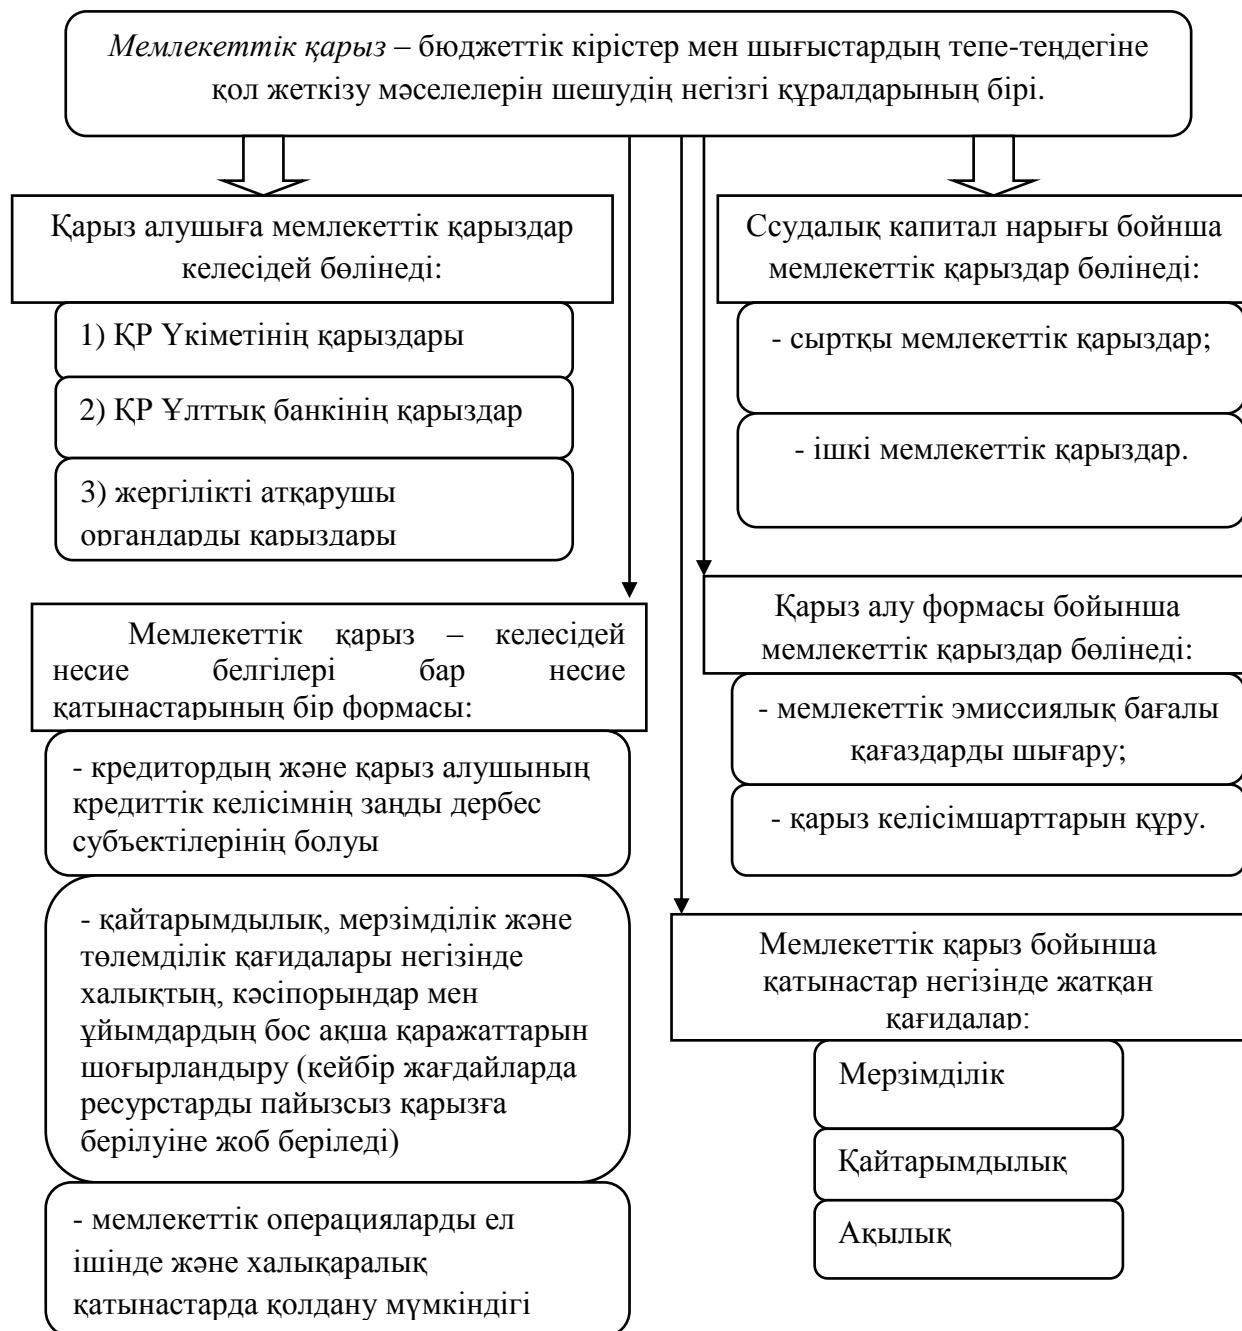 Мемлекеттік қарыз – бюджеттік кірістер мен шығыстардың тепе-теңдегіне
қол жеткізу мәселелерін шешудің негізгі құралдарының бірі.
Қарыз алушыға мемлекеттік қарыздар
келесідей бөлінеді:
1) ҚР Үкіметінің қарыздары
2) ҚР Ұлттық банкінің қарыздар
3) жергілікті атқарушы
органдарды қарыздары
Ссудалық капитал нарығы бойнша
мемлекеттік қарыздар бөлінеді:
- сыртқы мемлекеттік қарыздар;
- ішкі мемлекеттік қарыздар.
Мемлекеттік қарыз – келесідей
несие белгілері бар несие
қатынастарының бір формасы:
- кредитордың және қарыз алушының
кредиттік келісімнің заңды дербес
субъектілерінің болуы
- қайтарымдылық, мерзімділік және
төлемділік қағидалары негізінде
халықтың, кәсіпорындар мен
ұйымдардың бос ақша қаражаттарын
шоғырландыру (кейбір жағдайларда
ресурстарды пайызсыз қарызға
берілуіне жоб беріледі)
- мемлекеттік операцияларды ел
ішінде және халықаралық
қатынастарда қолдану мүмкіндігі
Қарыз алу формасы бойынша
мемлекеттік қарыздар бөлінеді:
- мемлекеттік эмиссиялық бағалы
қағаздарды шығару;
- қарыз келісімшарттарын құру.
Мемлекеттік қарыз бойынша
қатынастар негізінде жатқан
қағидалар:
Мерзімділік
Қайтарымдылық
Ақылық